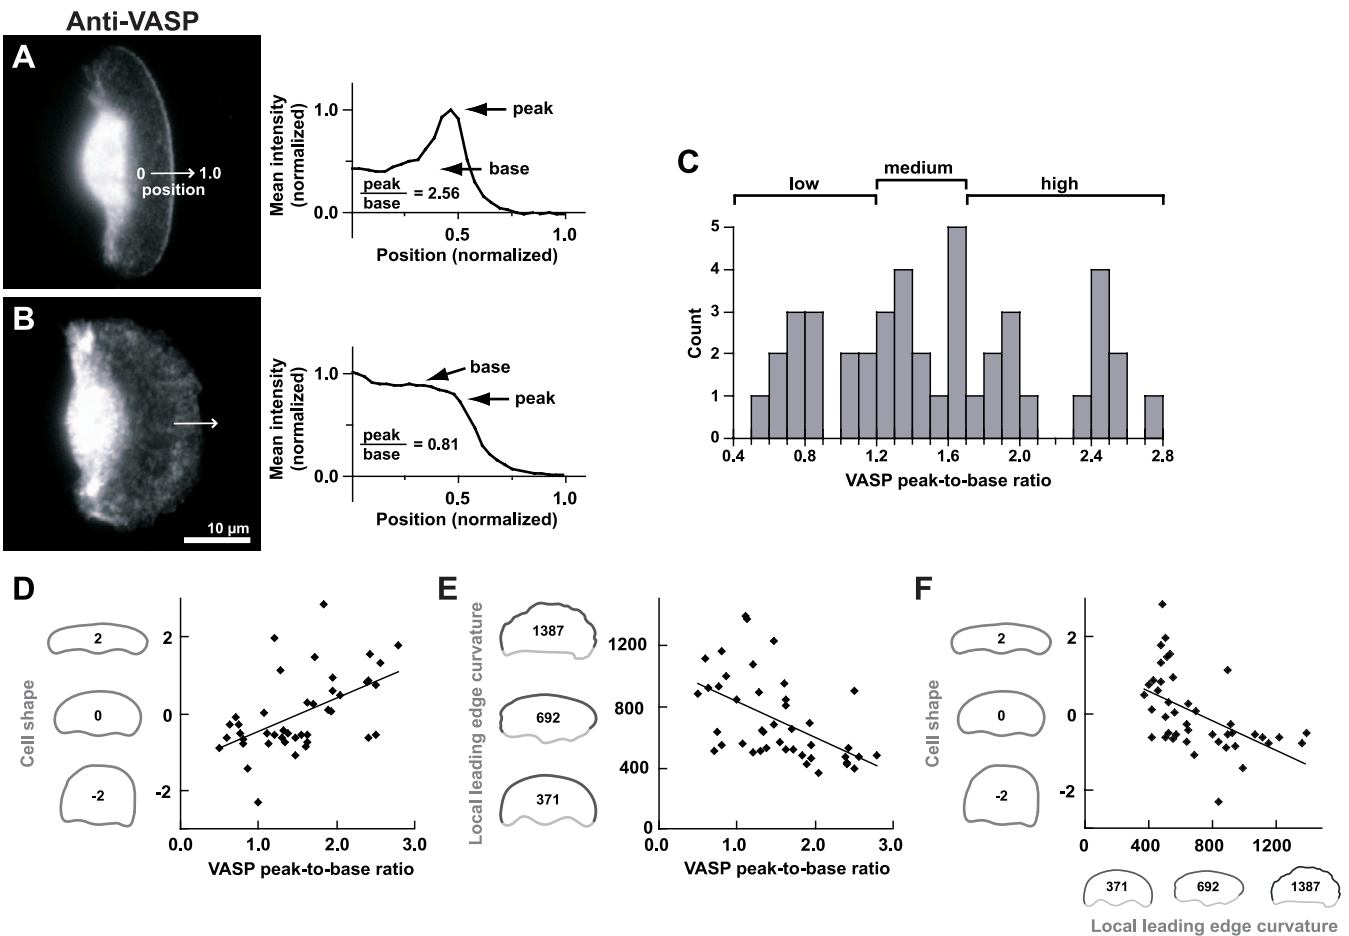 Anti-VASP
A
0 → 1.0
position
Mean intensity
(normalized)
1.0
0.0
peak
base
peak
base
= 2.56
0.5
1.0
Position (normalized)
B
10 µm
Mean intensity
(normalized)
1.0
0.0
base
peak
peak
base
= 0.81
0.5
1.0
Position (normalized)
C
low
medium
high
Count
5
4
3
2
1
0
0.4
0.8
1.2
1.6
2.0
2.4
2.8
VASP peak-to-base ratio
D
Cell shape
2
0
-2
2
0
-2
0.0
1.0
2.0
3.0
VASP peak-to-base ratio
E
Local leading edge curvature
1387
692
371
1200
800
400
0
0.0
1.0
2.0
3.0
VASP peak-to-base ratio
F
Cell shape
2
0
-2
2
0
-2
0
400
800
1200
371
692
1387
Local leading edge curvature